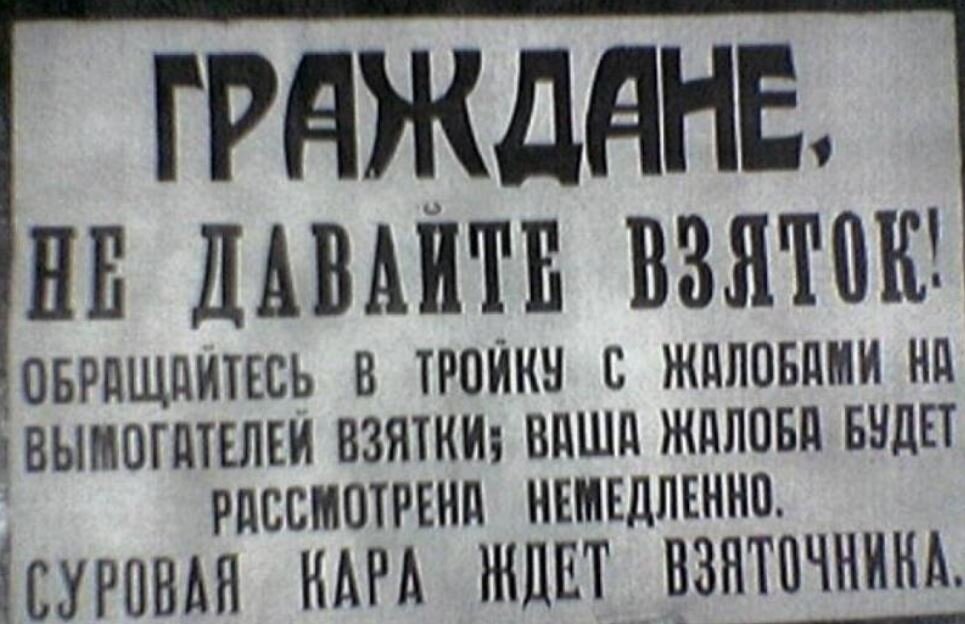 ГРАЖДАНЕ,
НЕ ДАВАЙТЕ ВЗЯТОК!
ОБРАЩАЙТЕСЬ В ТРОЙКУ С ЖАЛОБАМИ НА
ВЫМОГАТЕЛЕЙ ВЗЯТКИ; ВАША ЖАЛОБА БУДЕТ
РАССМОТРЕНА НЕМЕДЛЕННО.
СУРОВАЯ КАРА ЖДЕТ ВЗЯТОЧНИКА.